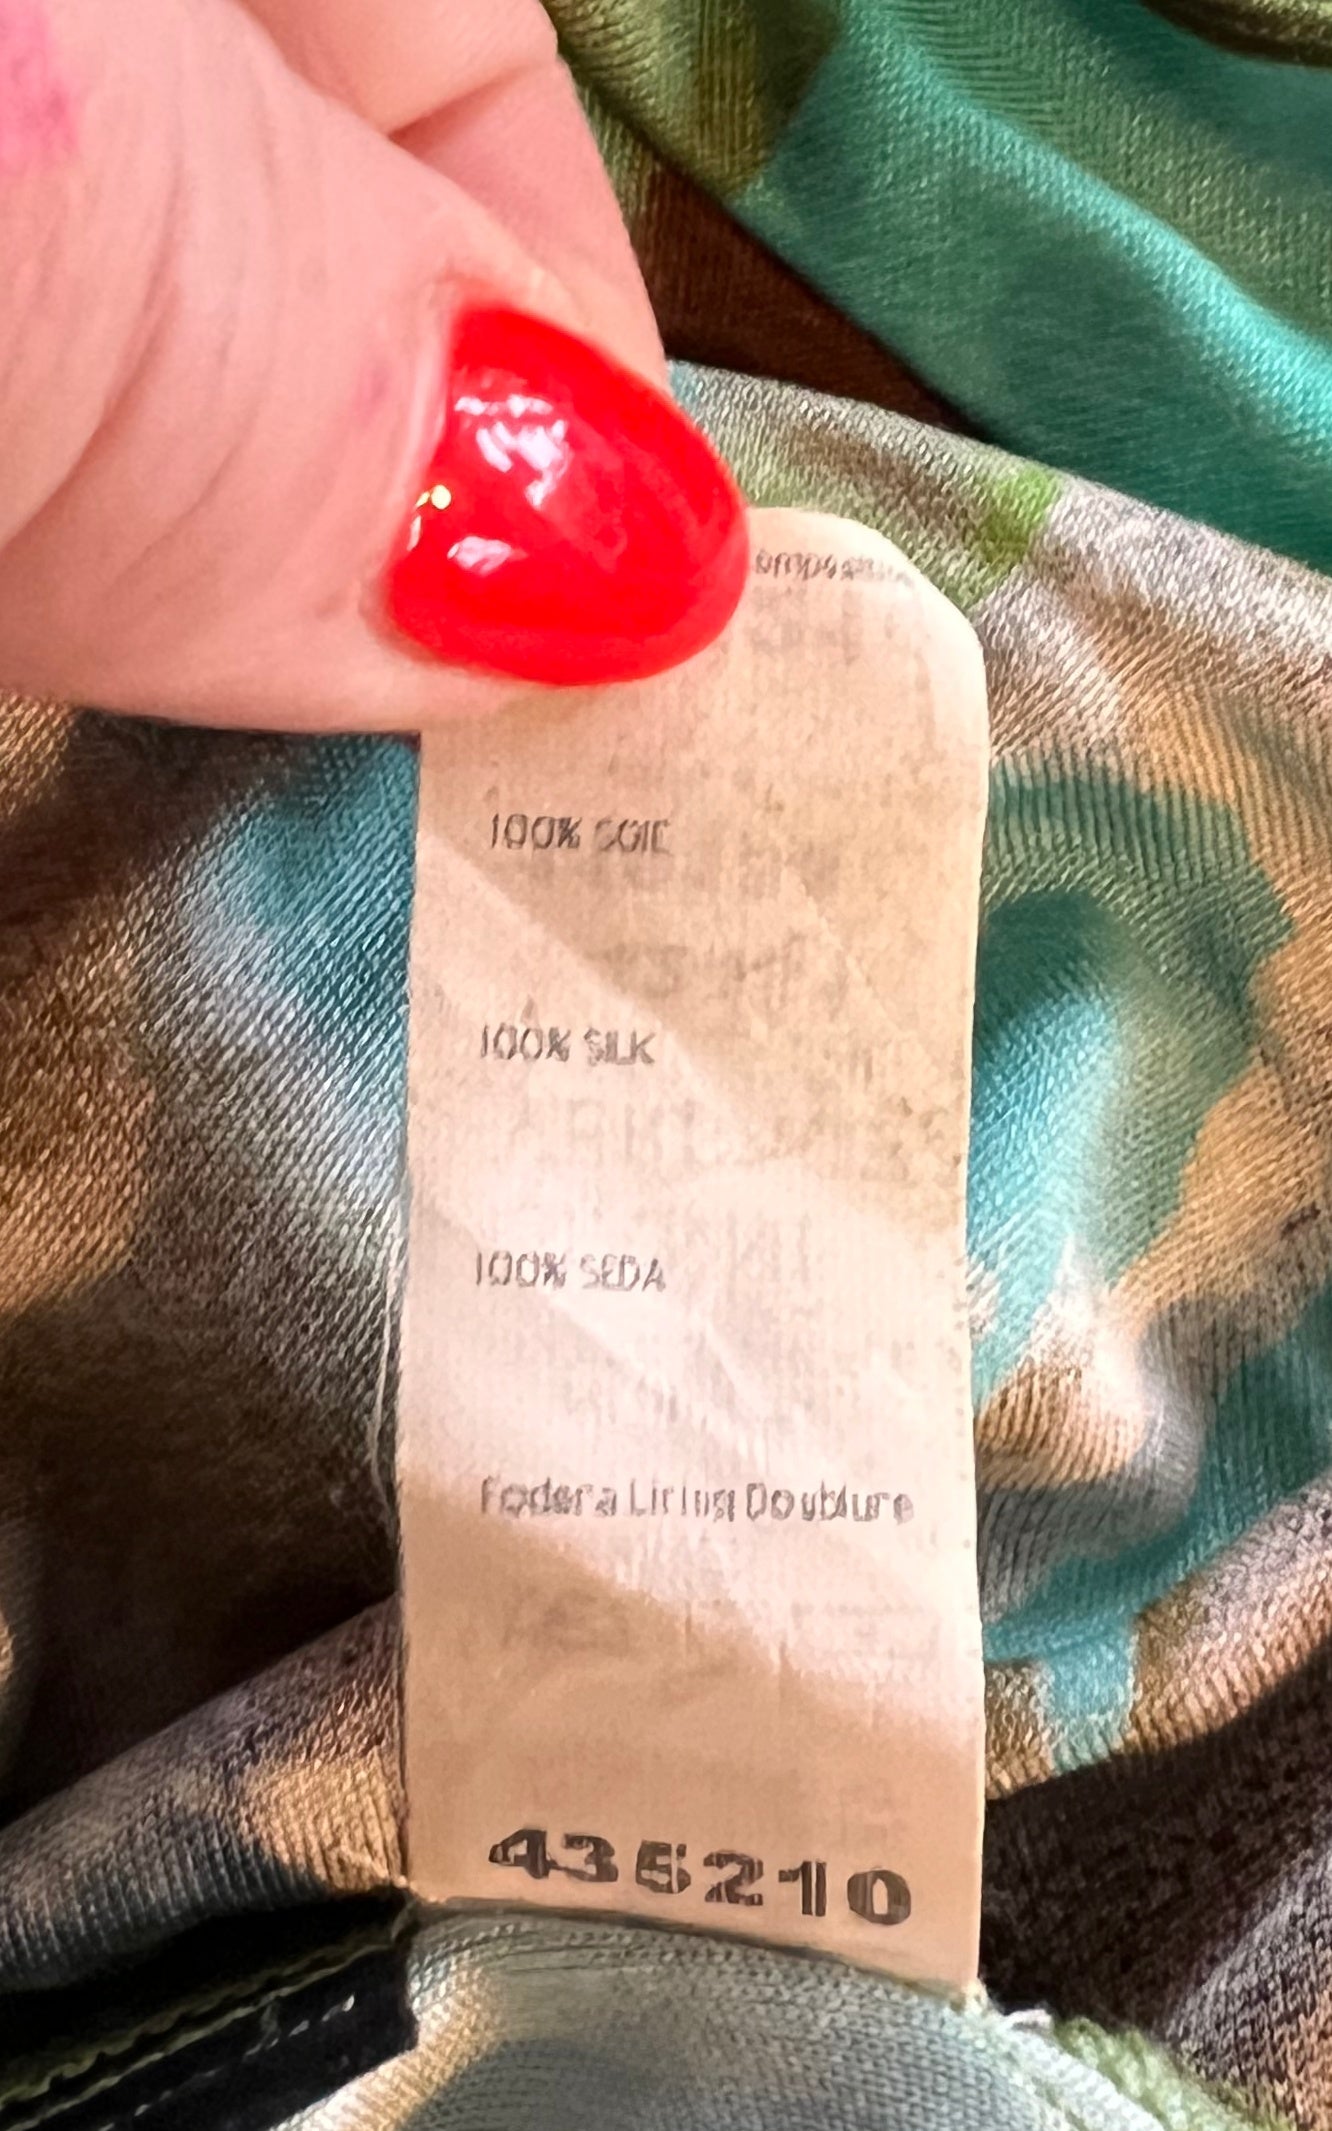 100% SOIE
100% SILK
100% SEDA
Fodera Lining Doublure
435210